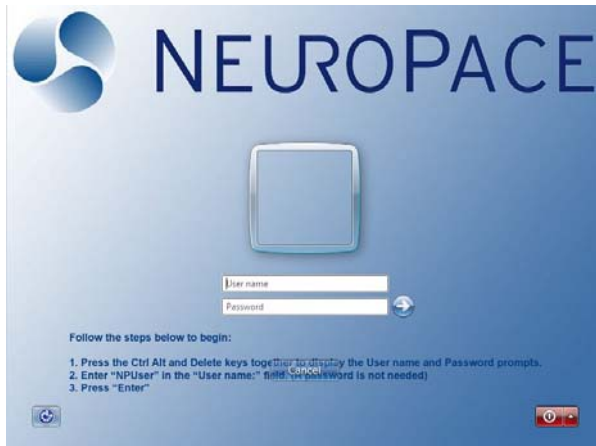 NEUROPACE
User name
Password
Follow the steps below to begin:
1. Press the Ctrl Alt and Delete keys together to display the User name and Password prompts.
2. Enter "NPUser" in the "User name:" field. password is not needed)
Cancel
3. Press "Enter"